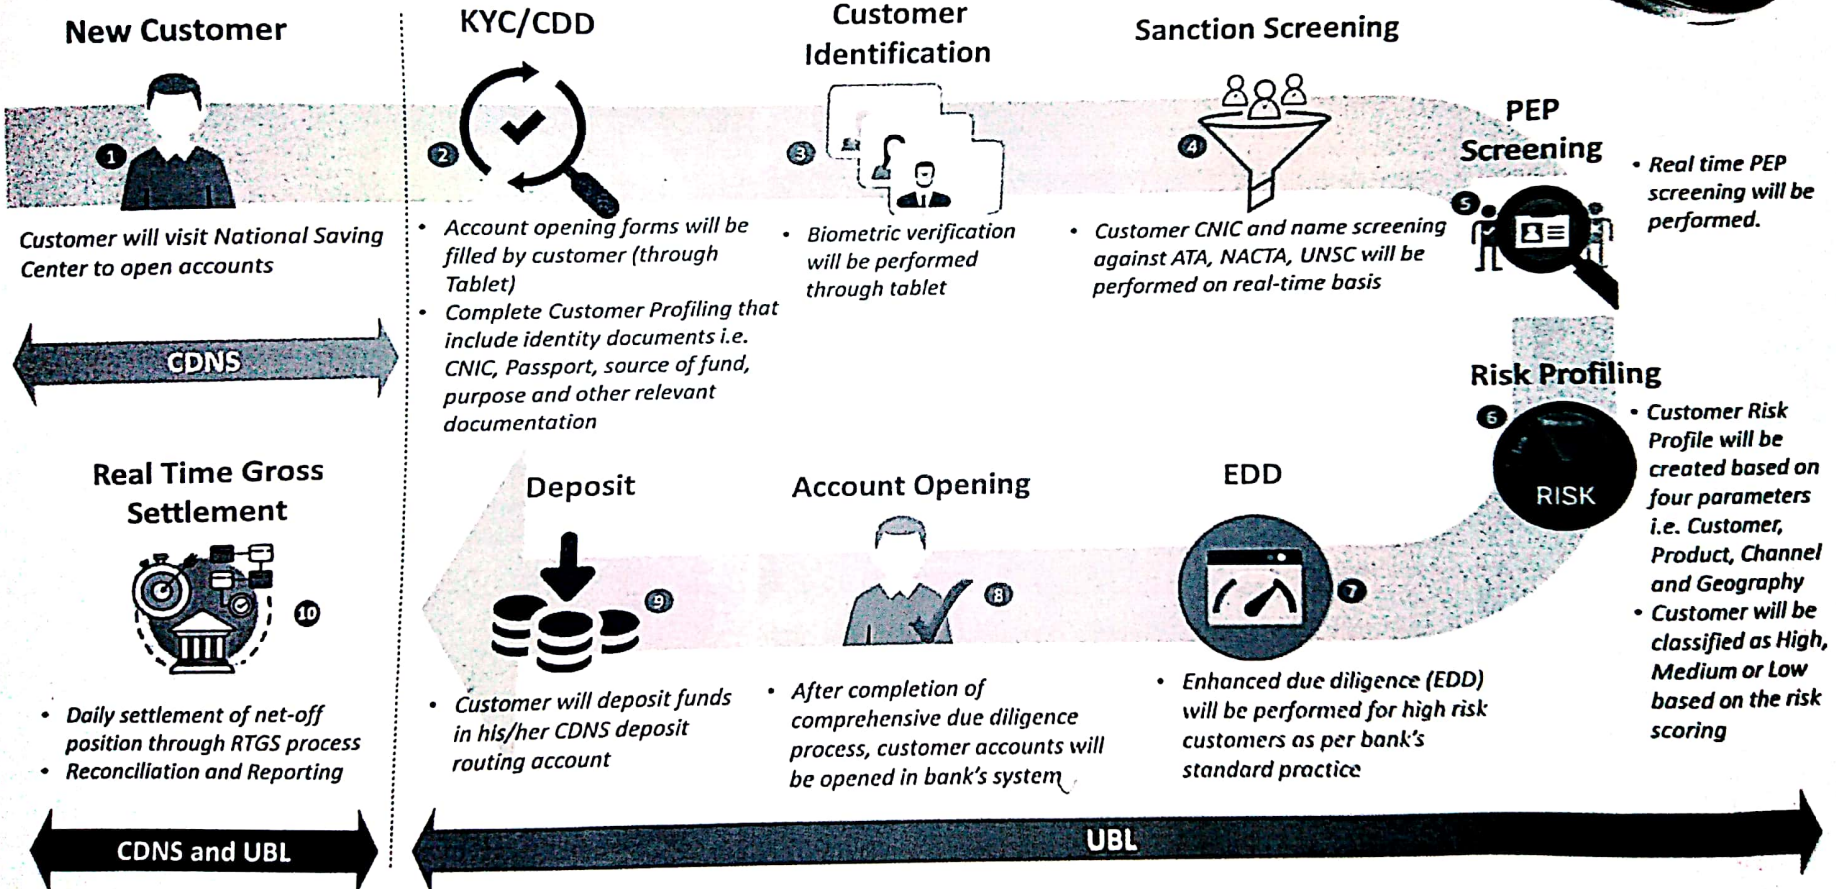 New Customer
1
Customer will visit National Saving
Center to open accounts
CDNS
KYC/CDD
2
• Account opening forms will be
filled by customer (through
Tablet)
• Complete Customer Profiling that
include identity documents i.e.
CNIC, Passport, source of fund,
purpose and other relevant
documentation
Customer
Identification
3
• Biometric verification
will be performed
through tablet
Sanction Screening
4
• Customer CNIC and name screening
against ATA, NACTA, UNSC will be
performed on real-time basis
PEP
Screening
5
• Real time PEP
screening will be
performed.
Risk Profiling
6
RISK
• Customer Risk
Profile will be
created based on
four parameters
i.e. Customer,
Product, Channel
and Geography
• Customer will be
classified as High,
Medium or Low
based on the risk
scoring
EDD
7
• Enhanced due diligence (EDD)
will be performed for high risk
customers as per bank's
standard practice
Account Opening
8
• After completion of
comprehensive due diligence
process, customer accounts will
be opened in bank's system
Deposit
9
• Customer will deposit funds
in his/her CDNS deposit
routing account
Real Time Gross
Settlement
10
• Daily settlement of net-off
position through RTGS process
• Reconciliation and Reporting
CDNS and UBL
UBL